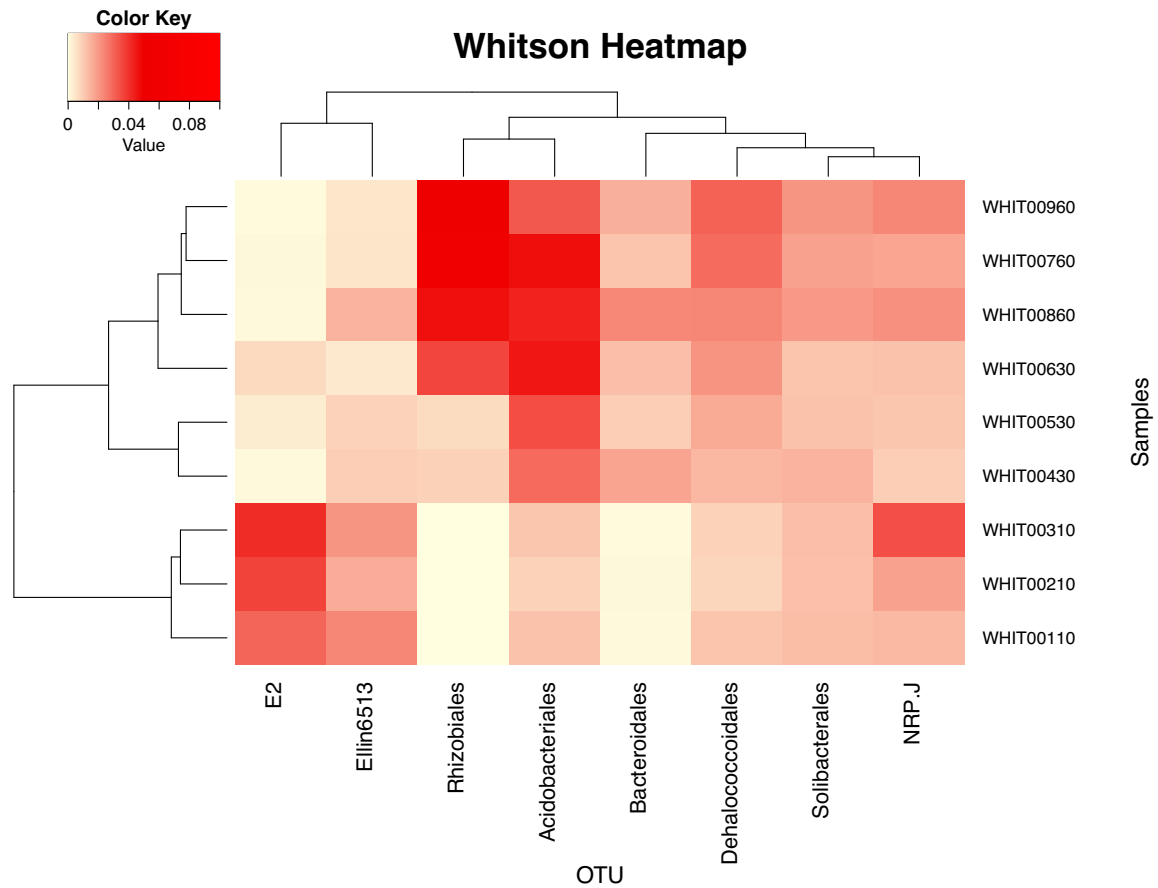 Color Key
0 0.04 0.08
Value
Whitson Heatmap
WHIT00960
WHIT00760
WHIT00860
WHIT00630
WHIT00530
WHIT00430
WHIT00310
WHIT00210
WHIT00110
Samples
E2
Ellin6513
Rhizobiales
Acidobacteriales
Bacteroidales
Dehalococcoidales
Solibacterales
NRP.J
OTU